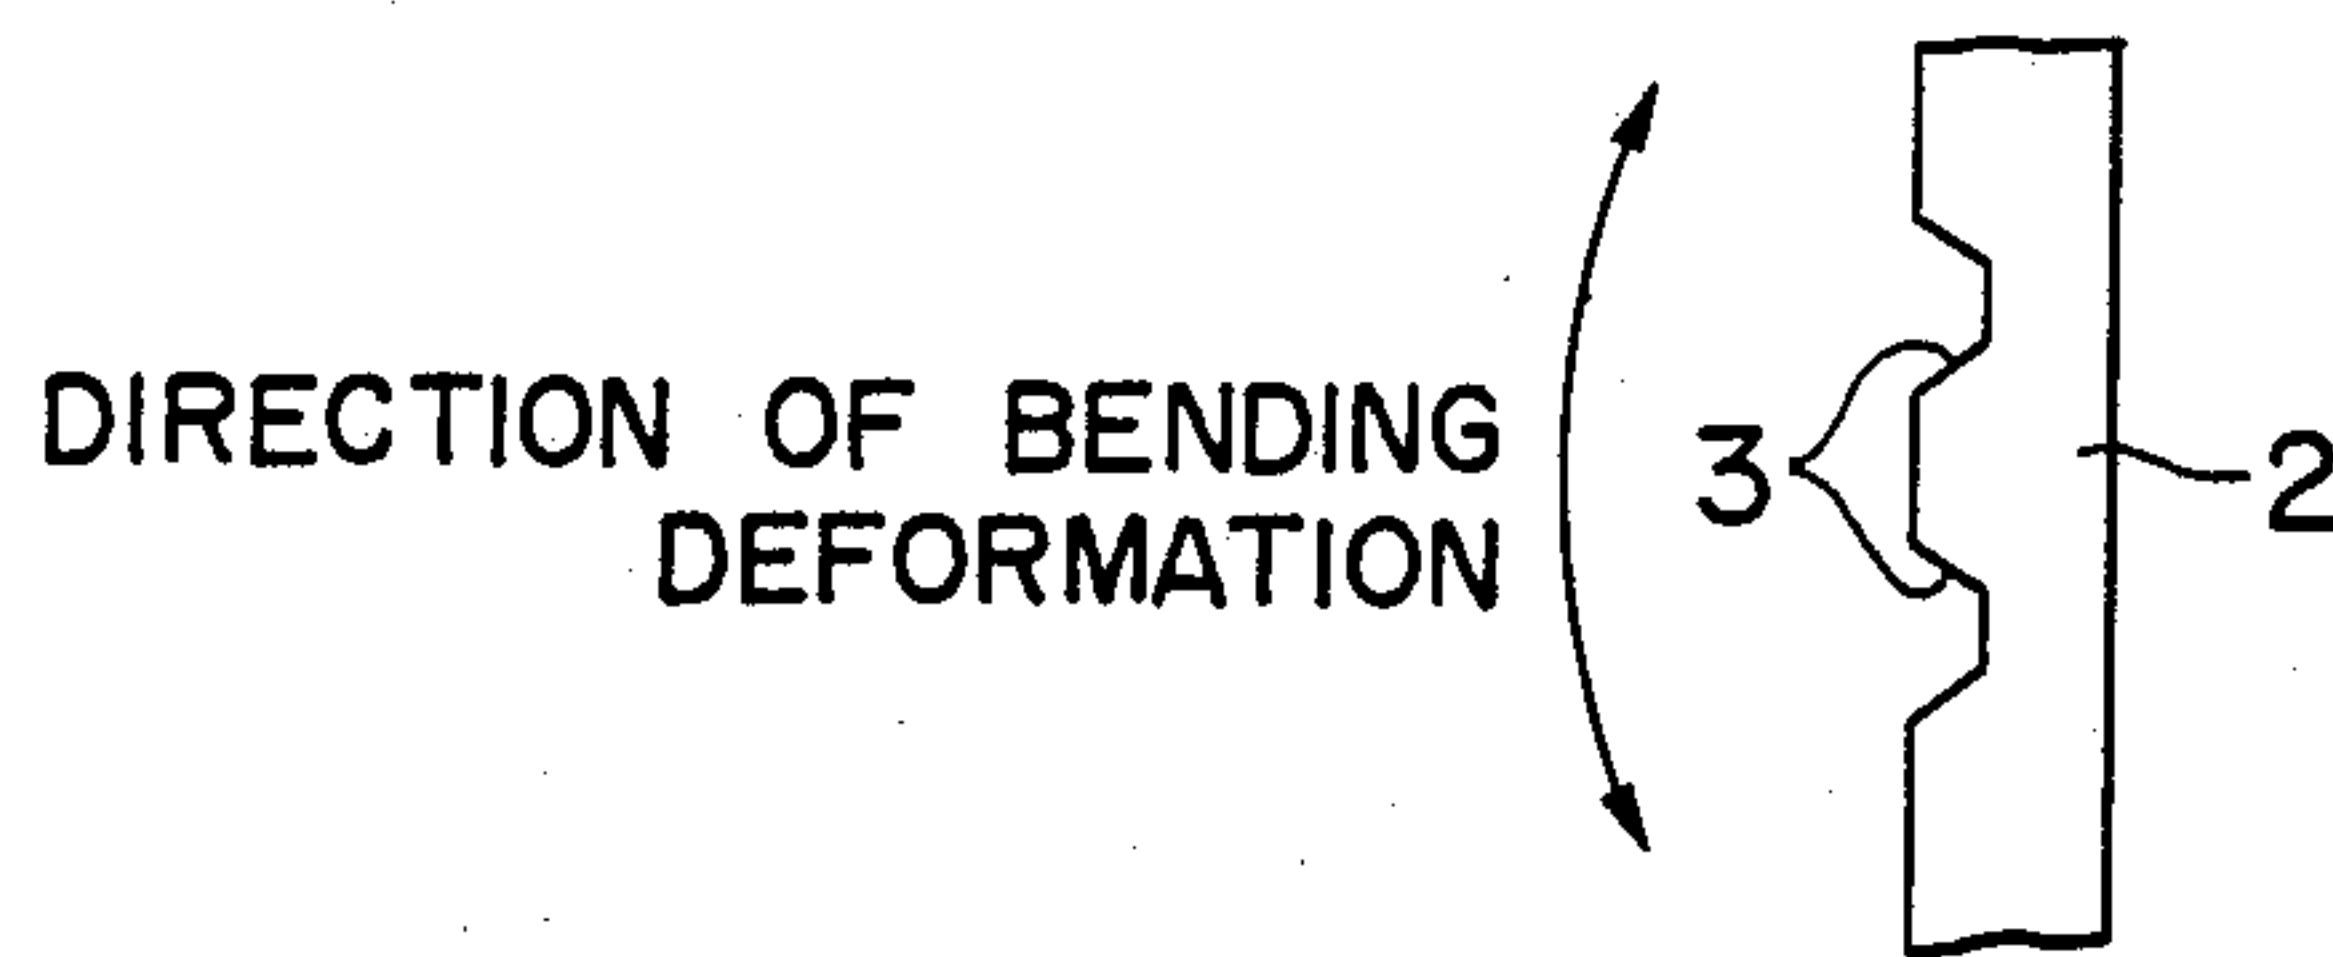 DIRECTION OF BENDING
DEFORMATION
3
2